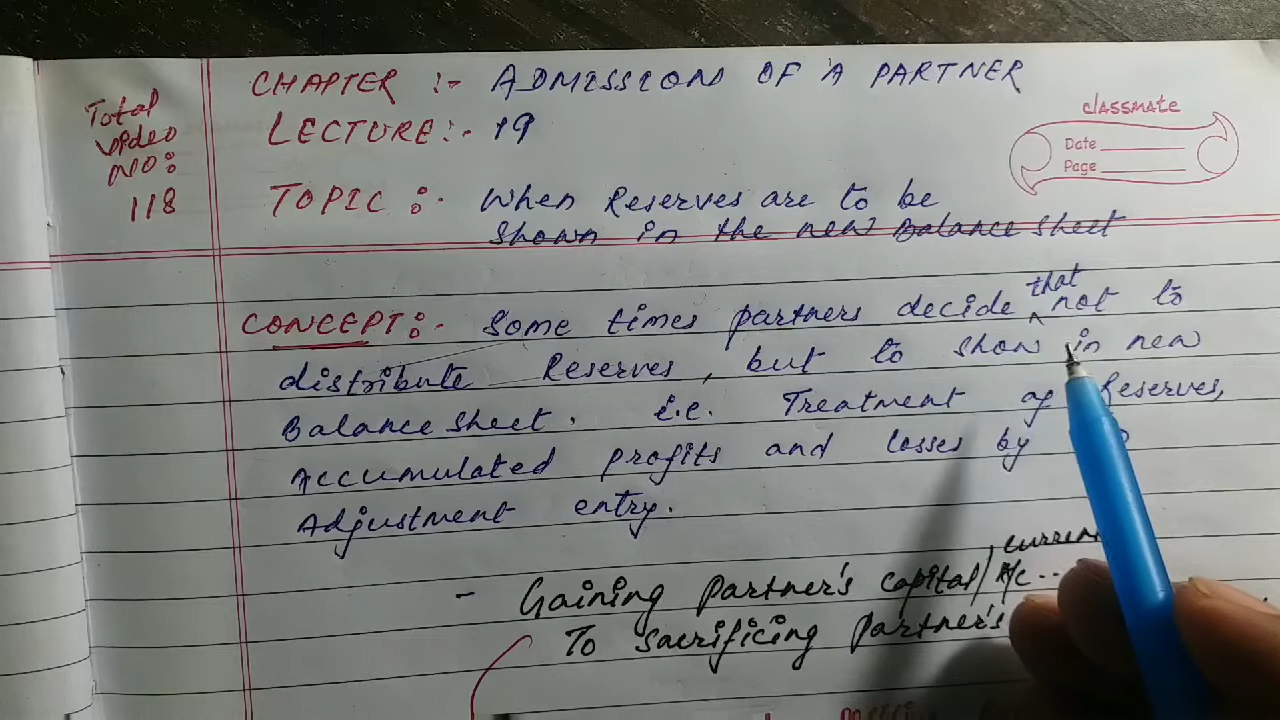 CHAPTER :- ADMISSION OF A PARTNER
Total
video
NO:
118
LECTURE:- 19
classmate
Date
Page
TOPIC :- When Reserves are to be
shown in the new Balance sheet
CONCEPT:- Some times partners decide that not to
distribute Reserves, but to show in new
Balance sheet. i.e. Treatment of Reserves,
Accumulated profits and losses by
Adjustment entry.
- Gaining Partner's capital/current A/c..
To sacrificing Partner's